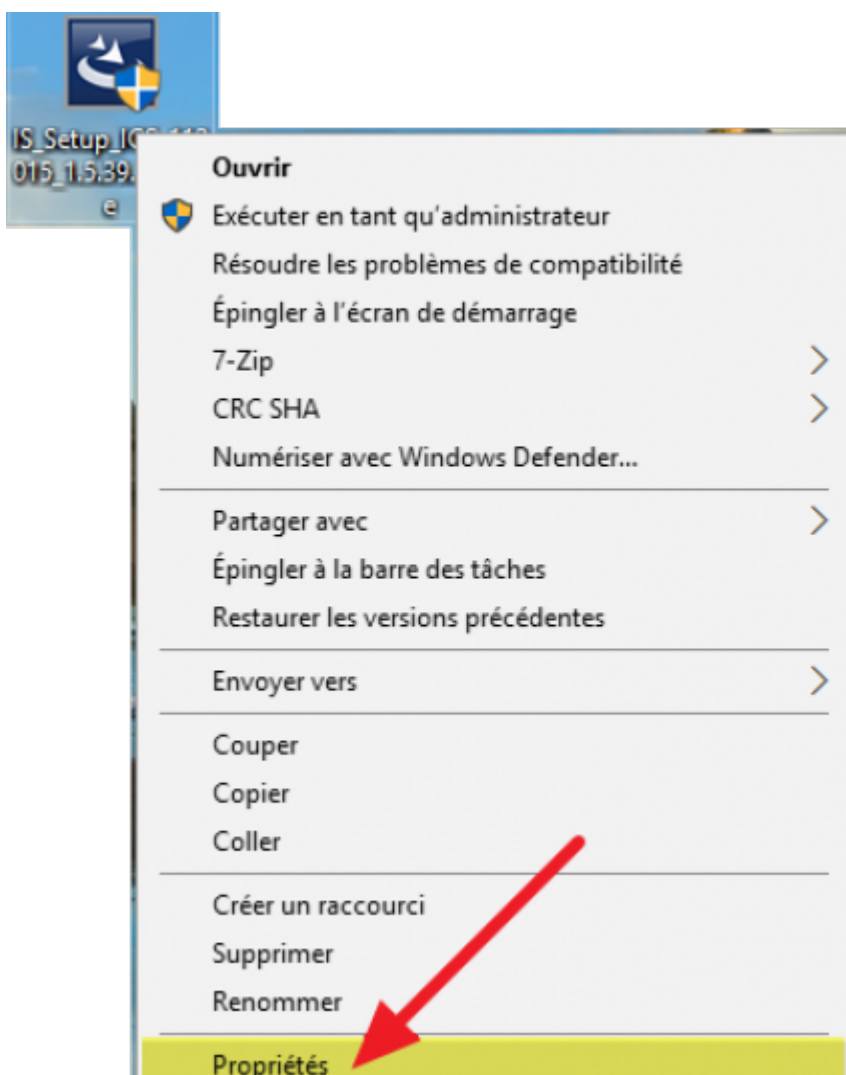 IS_Setup_IC
015_1.5.39.
e
Ouvrir
Exécuter en tant qu'administrateur
Résoudre les problèmes de compatibilité
Épingler à l'écran de démarrage
7-Zip
CRC SHA
Numériser avec Windows Defender...
Partager avec
Épingler à la barre des tâches
Restaurer les versions précédentes
Envoyer vers
Couper
Copier
Coller
Créer un raccourci
Supprimer
Renommer
Propriétés